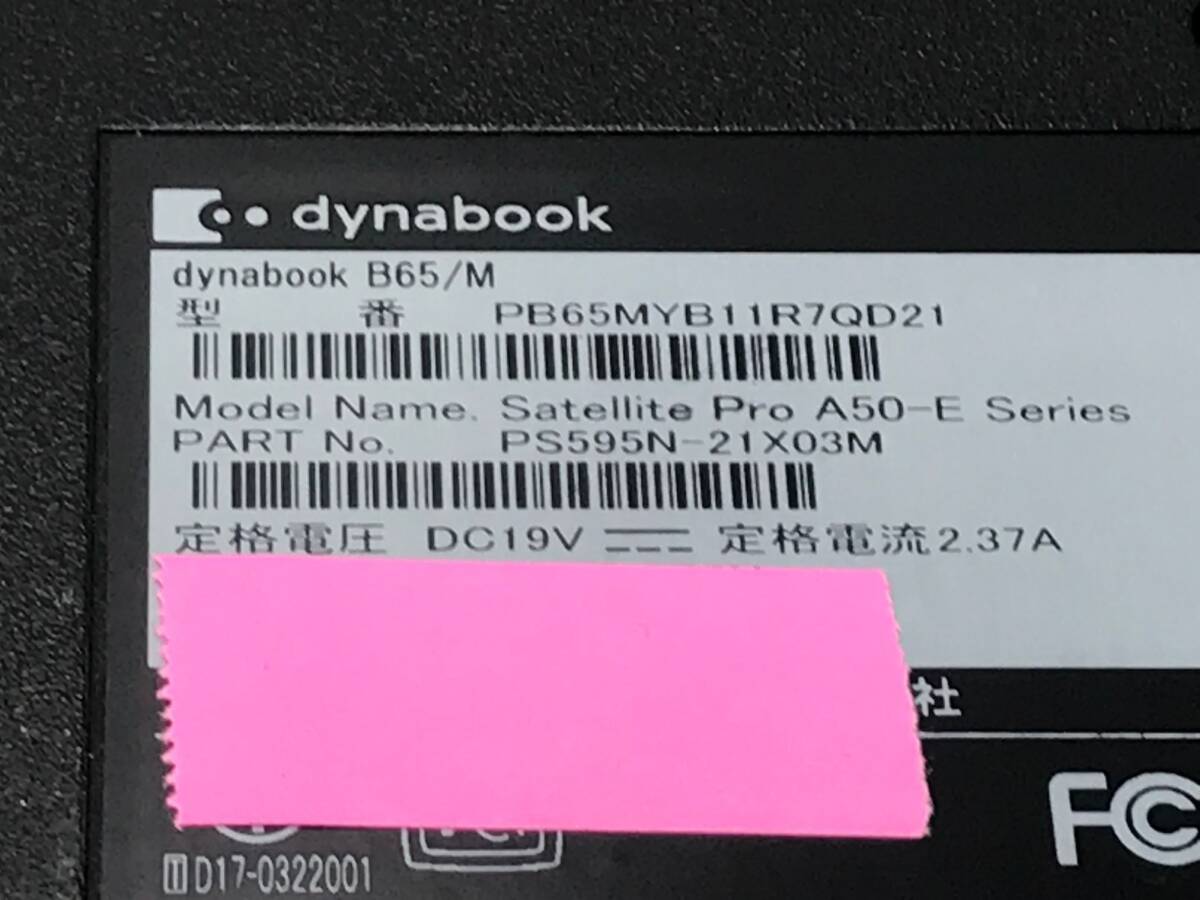 dynabook
dynabook B65/M
型 番 PB65MYB11R7QD21
Model Name. Satellite Pro A50-E Series
PART No. PS595N-21X03M
定格電圧 DC19V 定格電流2.37A
社
FC
T D17-0322001